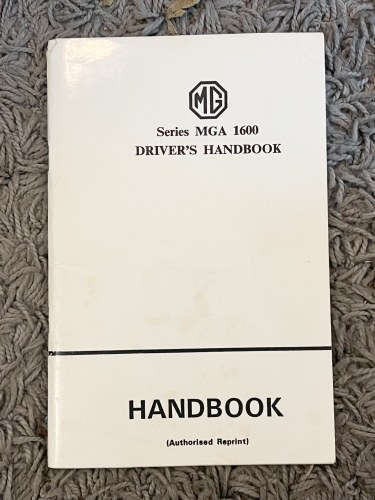 MG
Series MGA 1600
DRIVER'S HANDBOOK
HANDBOOK
(Authorised Reprint)